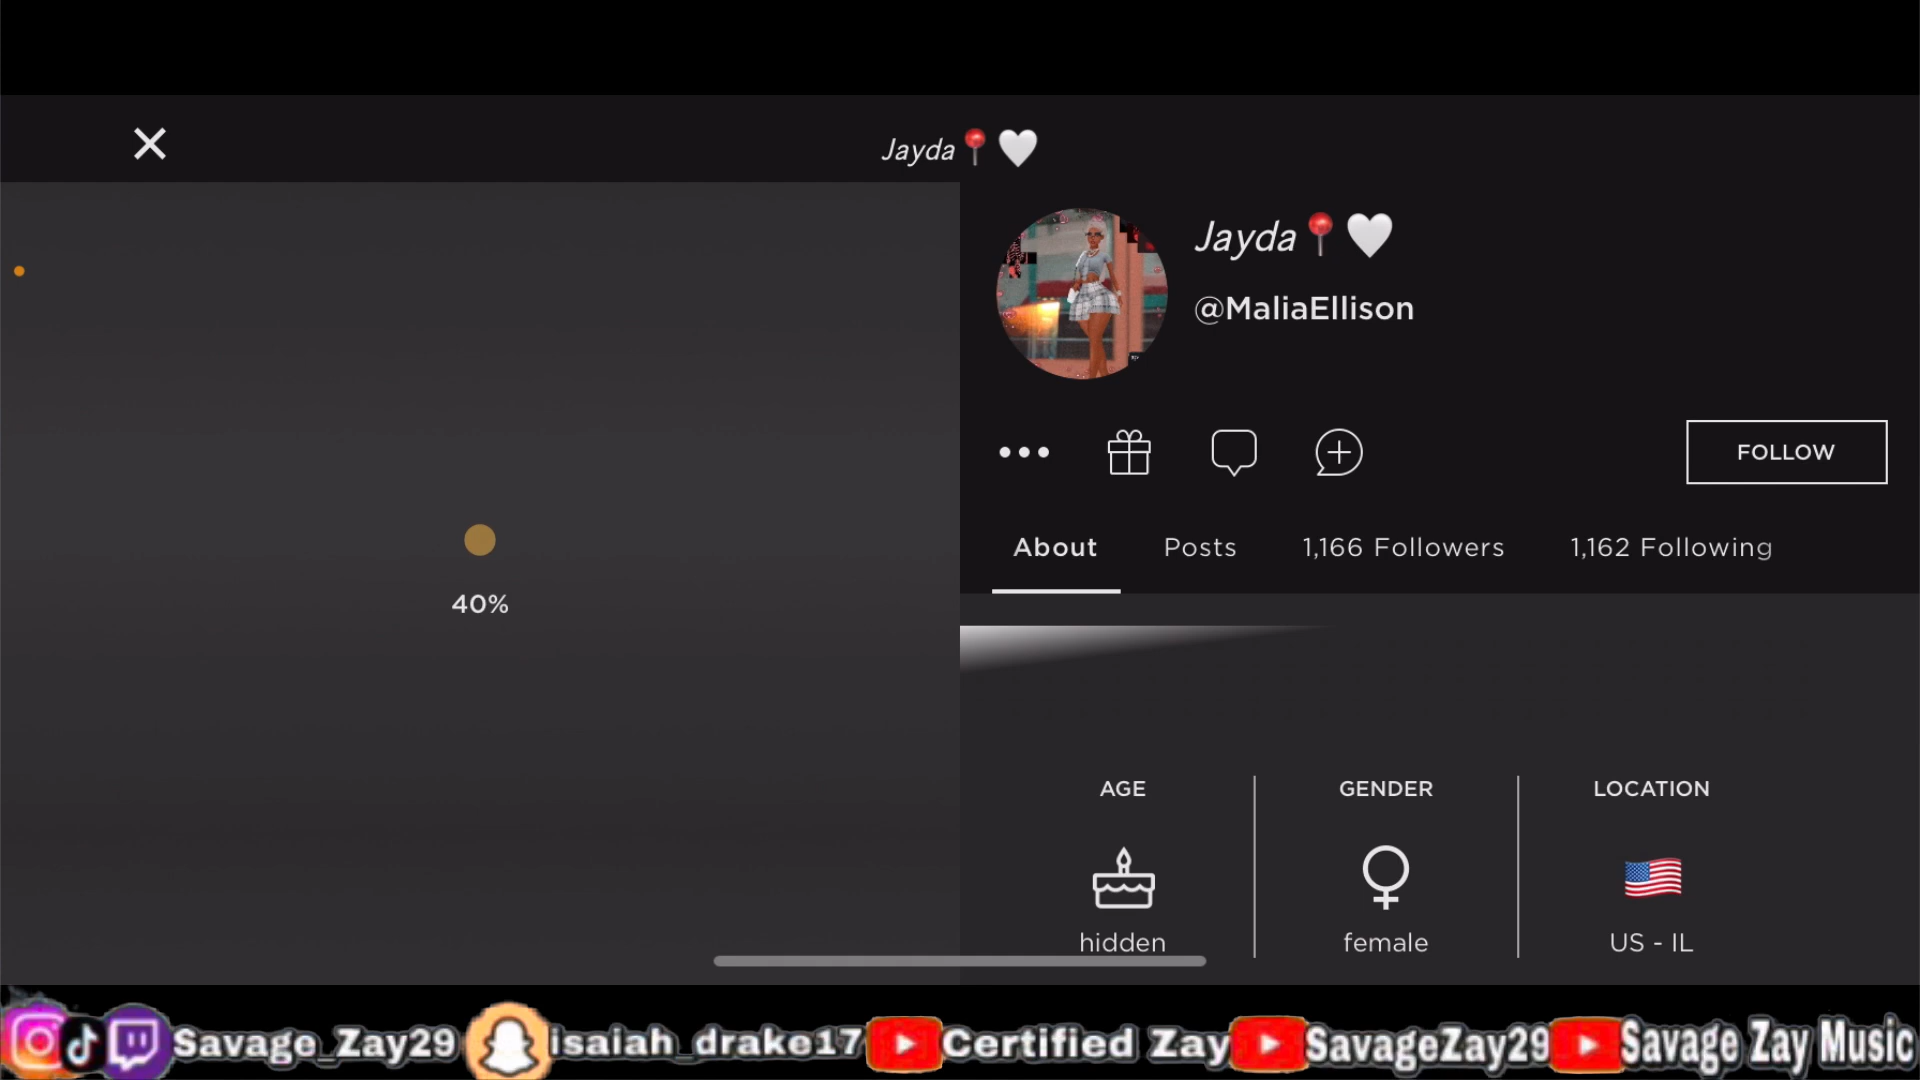 Jayda📍🤍
Jayda📍🤍
@MaliaEllison
FOLLOW
About Posts 1,166 Followers 1,162 Following
40%
AGE GENDER LOCATION
hidden female US - IL
Savage_Zay29 isaiah_drake17 Certified Zay SavageZay29 Savage Zay Music